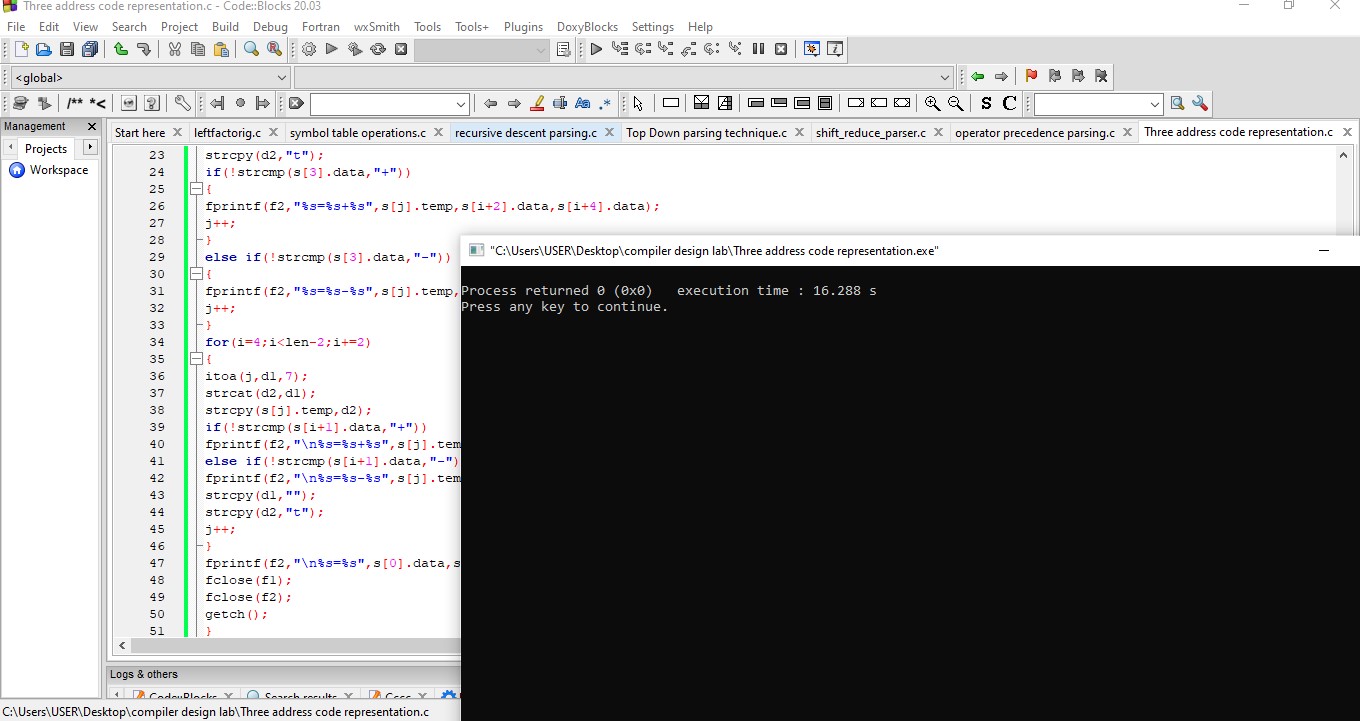 Three address code representation.c - Code::Blocks 20.03
File Edit View Search Project Build Debug Fortran wxSmith Tools Tools+ Plugins DoxyBlocks Settings Help
<global>
/** *<
Aa .*
S C
Management
Projects
Workspace
Start here leftfactorig.c symbol table operations.c recursive descent parsing.c Top Down parsing technique.c shift_reduce_parser.c operator precedence parsing.c Three address code representation.c
23 strcpy(d2,"t");
24 if(!strcmp(s[3].data,"+"))
25 {
26 fprintf(f2,"%s=%s+%s",s[j].temp,s[i+2].data,s[i+4].data);
27 j++;
28 }
29 else if(!strcmp(s[3].data,"-"))
30 {
31 fprintf(f2,"%s=%s-%s",s[j].temp,
32 j++;
33 }
34 for(i=4;i<len-2;i+=2)
35 {
36 itoa(j,d1,7);
37 strcat(d2,d1);
38 strcpy(s[j].temp,d2);
39 if(!strcmp(s[i+1].data,"+"))
40 fprintf(f2,"\n%s=%s+%s",s[j].tem
41 else if(!strcmp(s[i+1].data,"-")
42 fprintf(f2,"\n%s=%s-%s",s[j].tem
43 strcpy(d1,"");
44 strcpy(d2,"t");
45 j++;
46 }
47 fprintf(f2,"\n%s=%s",s[0].data,s
48 fclose(f1);
49 fclose(f2);
50 getch();
51 }
"C:\Users\USER\Desktop\compiler design lab\Three address code representation.exe"
Process returned 0 (0x0) execution time : 16.288 s
Press any key to continue.
Logs & others
Code::Blocks Search results Cccc
C:\Users\USER\Desktop\compiler design lab\Three address code representation.c